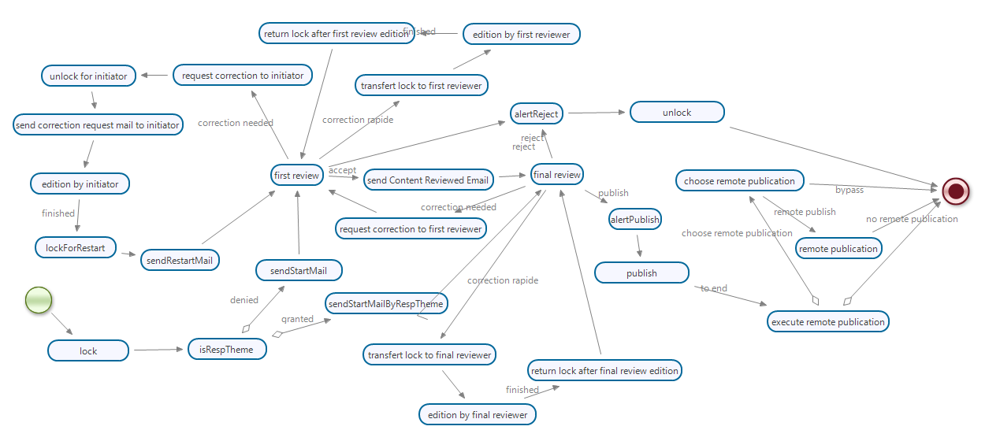 return lock after first review edition
finished
edition by first reviewer
unlock for initiator
request correction to initiator
transfert lock to first reviewer
send correction request mail to initiator
correction needed
correction rapide
alertReject
unlock
reject
reject
first review
accept
send Content Reviewed Email
final review
edition by initiator
choose remote publication
bypass
publish
finished
correction needed
remote publish
alertPublish
no remote publication
request correction to first reviewer
choose remote publication
lockForRestart
sendRestartMail
remote publication
sendStartMail
publish
correction rapide
to end
denied
sendStartMailByRespTheme
granted
execute remote publication
lock
isRespTheme
transfert lock to final reviewer
return lock after final review edition
finished
edition by final reviewer